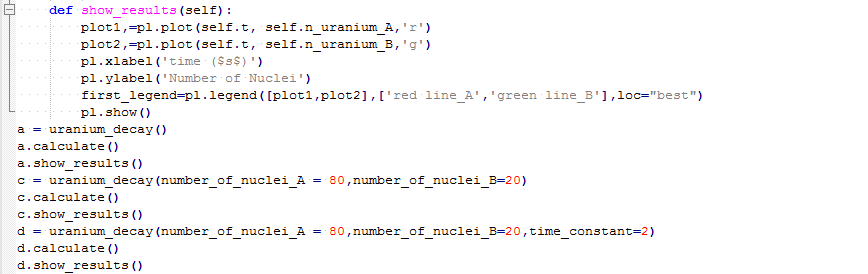 def show_results(self):
plot1,=pl.plot(self.t, self.n_uranium_A,'r')
plot2,=pl.plot(self.t, self.n_uranium_B,'g')
pl.xlabel('time ($s$)')
pl.ylabel('Number of Nuclei')
first_legend=pl.legend([plot1,plot2],['red line_A','green line_B'],loc="best")
pl.show()
a = uranium_decay()
a.calculate()
a.show_results()
c = uranium_decay(number_of_nuclei_A = 80,number_of_nuclei_B=20)
c.calculate()
c.show_results()
d = uranium_decay(number_of_nuclei_A = 80,number_of_nuclei_B=20,time_constant=2)
d.calculate()
d.show_results()